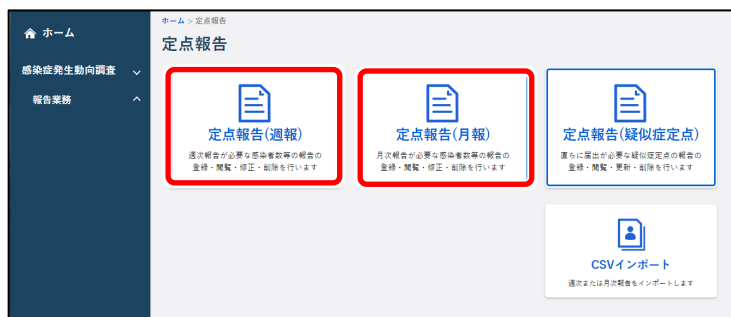 ホーム
感染症発生動向調査
報告業務
ホーム > 定点報告
定点報告
定点報告(週報)
週次報告が必要な感染者数等の報告の
登録・閲覧・修正・削除を行います
定点報告(月報)
月次報告が必要な感染者数等の報告の
登録・閲覧・修正・削除を行います
定点報告(疑似症定点)
直ちに届出が必要な疑似症定点の報告の
登録・閲覧・更新・削除を行います
CSVインポート
週次または月次報告をインポートします